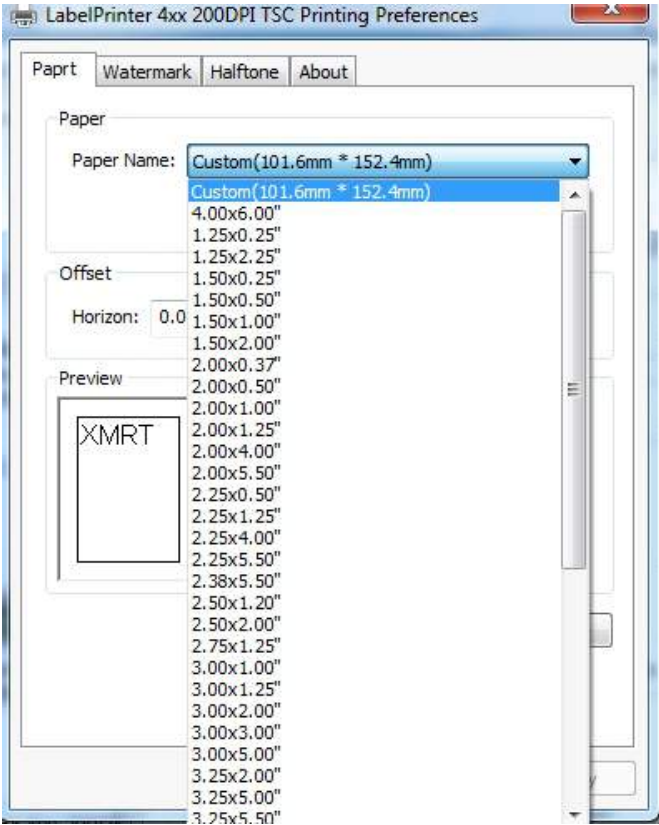 LabelPrinter 4xx 200DPI TSC Printing Preferences
Paprt Watermark Halftone About
Paper
Paper Name: Custom(101.6mm * 152.4mm)
Custom(101.6mm * 152.4mm)
4.00x6.00"
1.25x0.25"
1.25x2.25"
1.50x0.25"
Offset
1.50x0.50"
Horizon: 0.0
1.50x1.00"
1.50x2.00"
2.00x0.37"
Preview
2.00x0.50"
2.00x1.00"
XMRT
2.00x1.25"
2.00x4.00"
2.00x5.50"
2.25x0.50"
2.25x1.25"
2.25x4.00"
2.25x5.50"
2.38x5.50"
2.50x1.20"
2.50x2.00"
2.75x1.25"
3.00x1.00"
3.00x1.25"
3.00x2.00"
3.00x3.00"
3.00x5.00"
3.25x2.00"
3.25x5.00"
3.25x5.50"